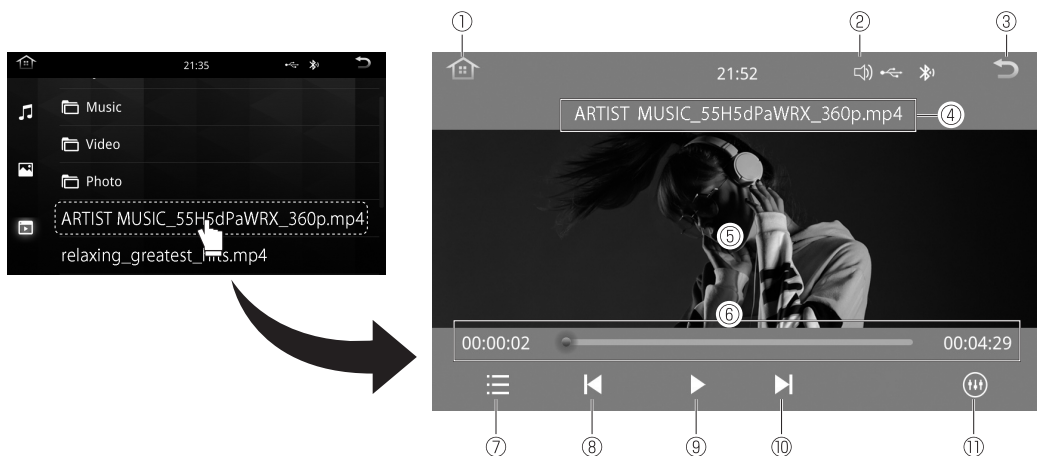 ① ② ③
21:35
Music
Video
Photo
ARTIST MUSIC_55H5dPaWRX_360p.mp4
relaxing_greatest_hits.mp4
21:52
ARTIST MUSIC_55H5dPaWRX_360p.mp4 ④
⑤
⑥
00:00:02 00:04:29
⑦ ⑧ ⑨ ⑩ ⑪